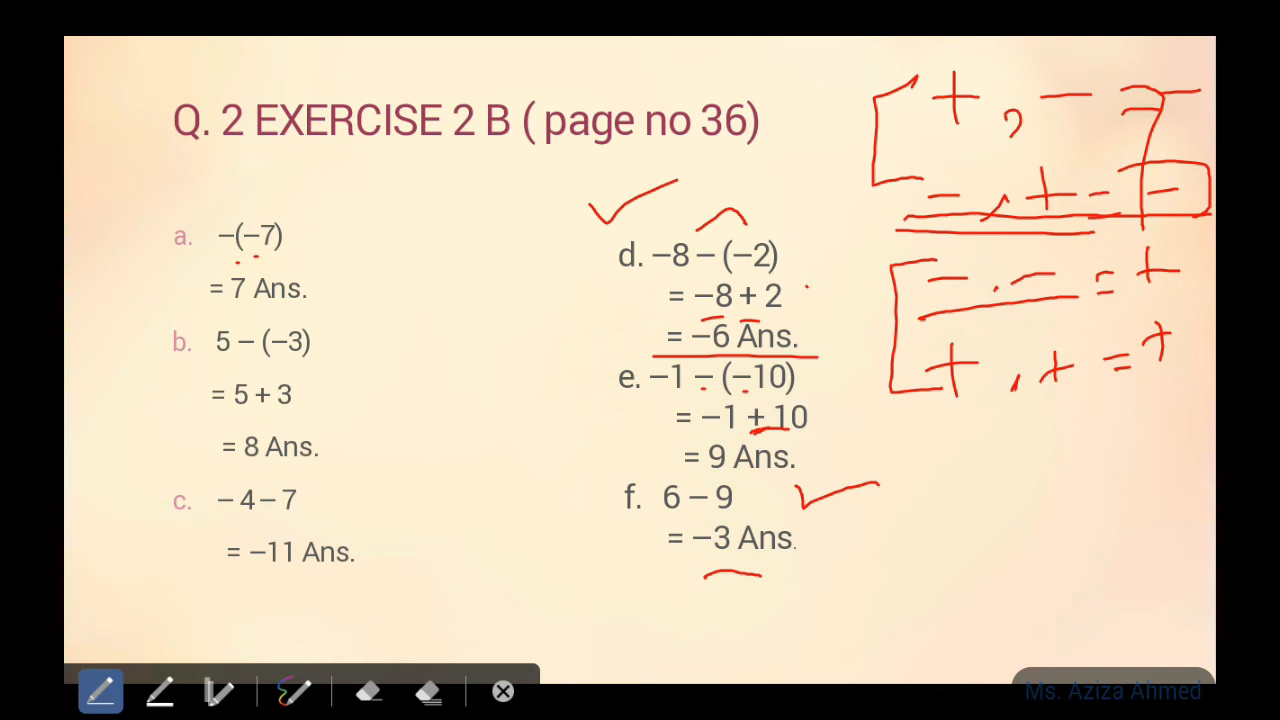 Q. 2 EXERCISE 2 B ( page no 36)
a. –(–7)
= 7 Ans.
b. 5 – (–3)
= 5 + 3
= 8 Ans.
c. – 4 – 7
= –11 Ans.
d. –8 – (–2)
= –8 + 2
= –6 Ans.
e. –1 – (–10)
= –1 + 10
= 9 Ans.
f. 6 – 9
= –3 Ans.
+ , – = –
– , + = –
– , – = +
+ , + = +
Ms. Aziza Ahmed